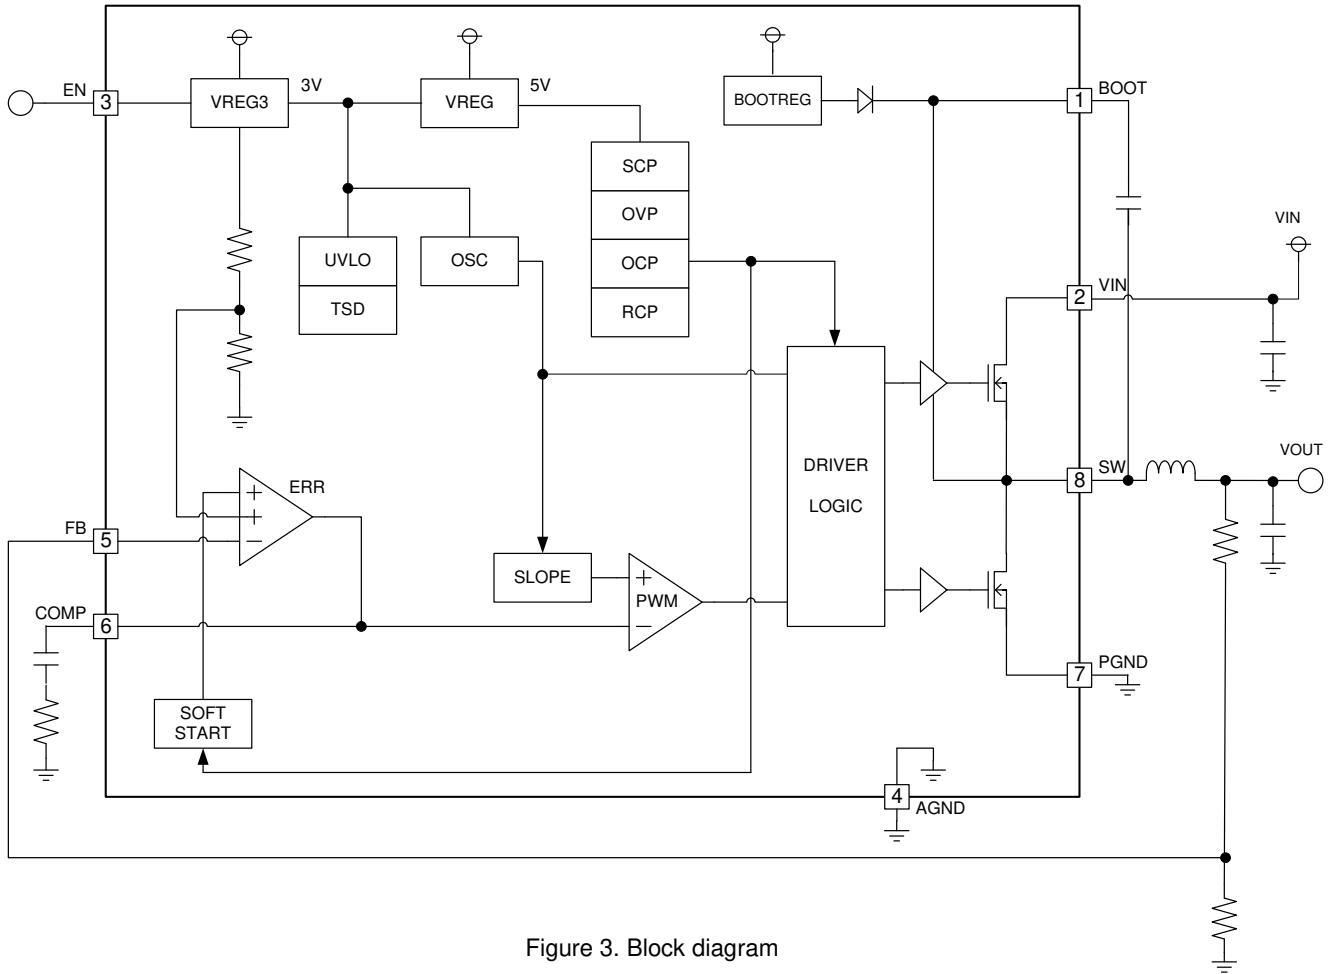 EN
3
VREG3
3V
VREG
5V
BOOTREG
1
BOOT
SCP
OVP
OCP
RCP
UVLO
TSD
OSC
VIN
2
VIN
DRIVER
LOGIC
ERR
+
+
−
FB
5
SW
8
VOUT
SLOPE
+
PWM
−
COMP
6
PGND
7
SOFT
START
4
AGND
Figure 3. Block diagram